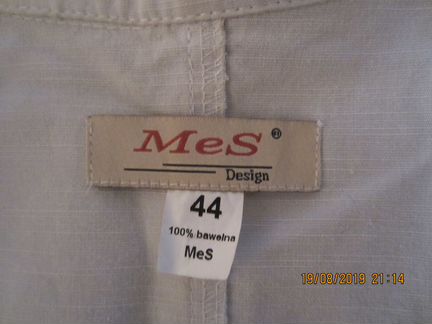 MeS ®
Design
44
100% bawełna
MeS
19/08/2019 21:14